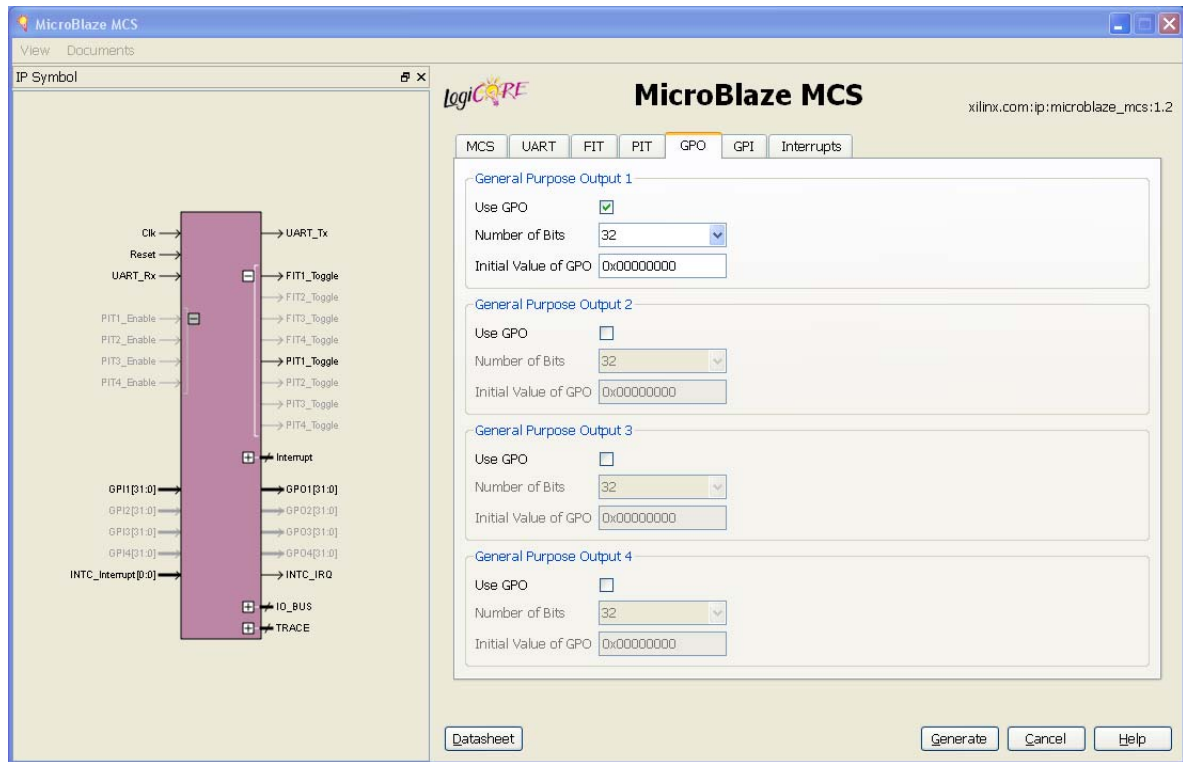 MicroBlaze MCS
View Documents
IP Symbol
Clk
Reset
UART_Rx
PIT1_Enable
PIT2_Enable
PIT3_Enable
PIT4_Enable
GPI1[31:0]
GPI2[31:0]
GPI3[31:0]
GPI4[31:0]
INTC_Interrupt[0:0]
UART_Tx
FIT1_Toggle
FIT2_Toggle
FIT3_Toggle
FIT4_Toggle
PIT1_Toggle
PIT2_Toggle
PIT3_Toggle
PIT4_Toggle
Interrupt
GPO1[31:0]
GPO2[31:0]
GPO3[31:0]
GPO4[31:0]
INTC_IRQ
IO_BUS
TRACE
LogiCORE
MicroBlaze MCS
xilinx.com:ip:microblaze_mcs:1.2
MCS UART FIT PIT GPO GPI Interrupts
General Purpose Output 1
Use GPO
Number of Bits 32
Initial Value of GPO 0x00000000
General Purpose Output 2
Use GPO
Number of Bits 32
Initial Value of GPO 0x00000000
General Purpose Output 3
Use GPO
Number of Bits 32
Initial Value of GPO 0x00000000
General Purpose Output 4
Use GPO
Number of Bits 32
Initial Value of GPO 0x00000000
Datasheet Generate Cancel Help